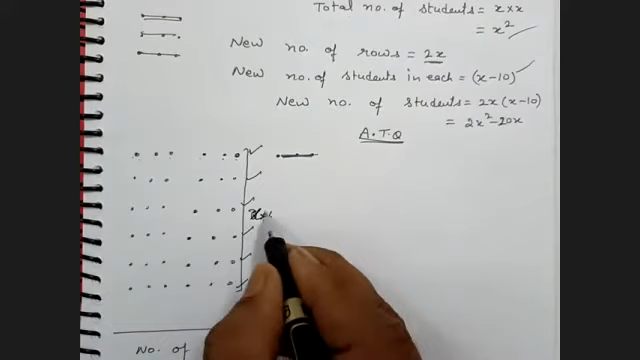 Total no. of students = x × x
= x²
New no. of rows = 2x
New no. of students in each = (x-10)
New no. of students = 2x(x-10)
= 2x²-20x
A.T.Q
No. of